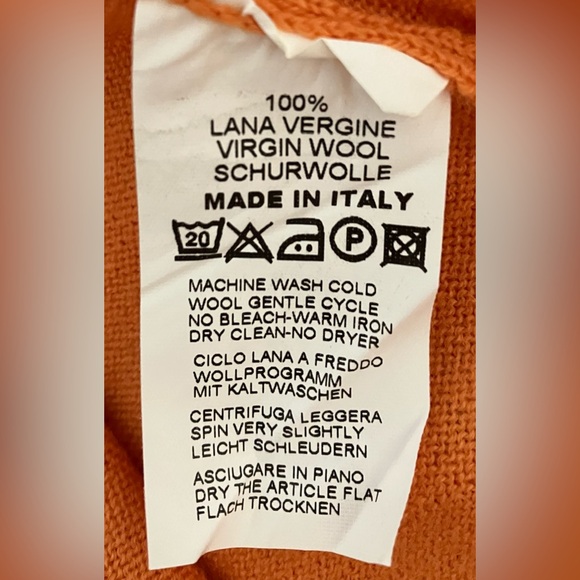 100%
LANA VERGINE
VIRGIN WOOL
SCHURWOLLE
MADE IN ITALY
20 P
MACHINE WASH COLD
WOOL GENTLE CYCLE
NO BLEACH-WARM IRON
DRY CLEAN-NO DRYER
CICLO LANA A FREDDO
WOLLPROGRAMM
MIT KALTWASCHEN
CENTRIFUGA LEGGERA
SPIN VERY SLIGHTLY
LEICHT SCHLEUDERN
ASCIUGARE IN PIANO
DRY THE ARTICLE FLAT
FLACH TROCKNEN